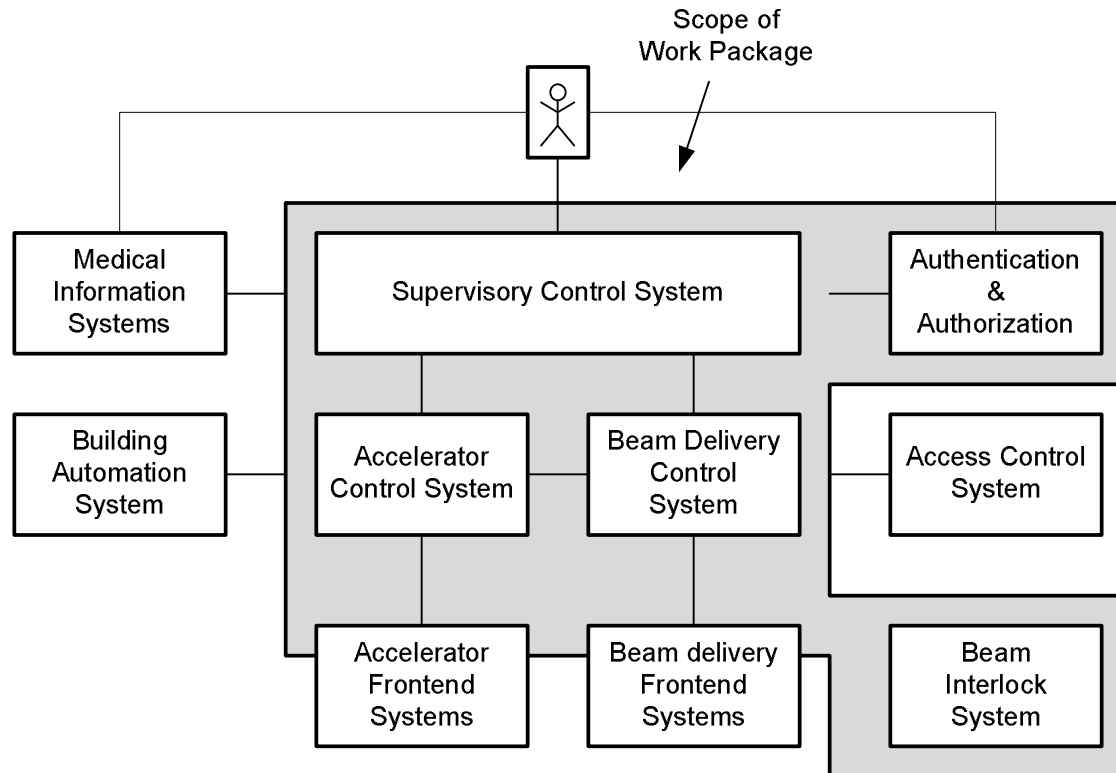 Scope of
Work Package
Medical
Information
Systems
Supervisory Control System
Authentication
&
Authorization
Building
Automation
System
Accelerator
Control System
Beam Delivery
Control
System
Access Control
System
Accelerator
Frontend
Systems
Beam delivery
Frontend
Systems
Beam
Interlock
System